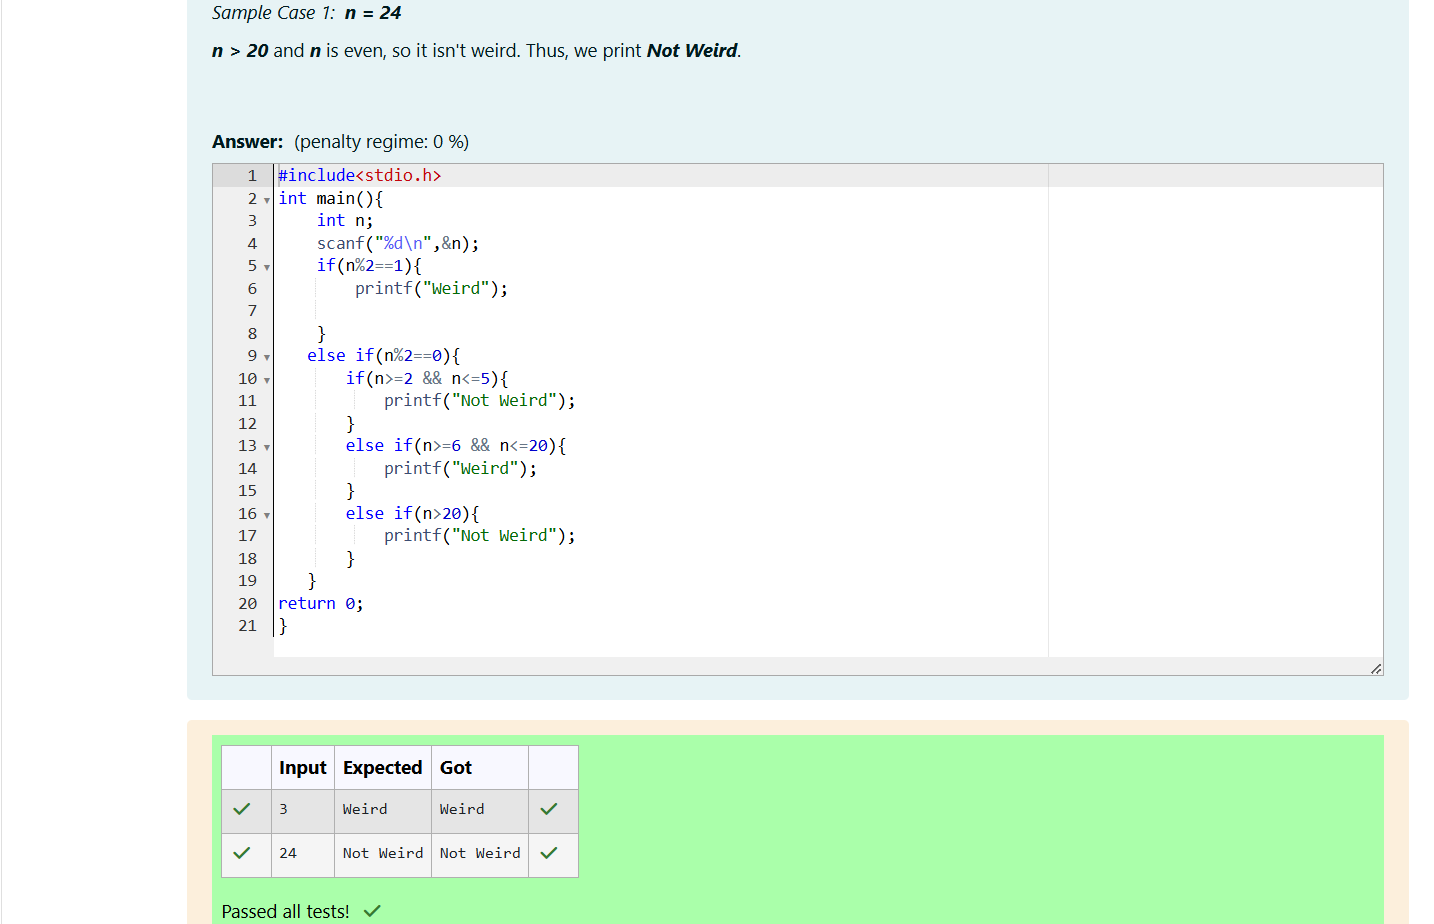 Sample Case 1: n = 24
n > 20 and n is even, so it isn't weird. Thus, we print Not Weird.
Answer: (penalty regime: 0 %)
1 #include<stdio.h>
2 int main(){
3     int n;
4     scanf("%d\n",&n);
5     if(n%2==1){
6         printf("Weird");
7
8     }
9    else if(n%2==0){
10        if(n>=2 && n<=5){
11            printf("Not Weird");
12        }
13        else if(n>=6 && n<=20){
14            printf("Weird");
15        }
16        else if(n>20){
17            printf("Not Weird");
18        }
19    }
20 return 0;
21 }
Input Expected Got
3 Weird Weird
24 Not Weird Not Weird
Passed all tests!